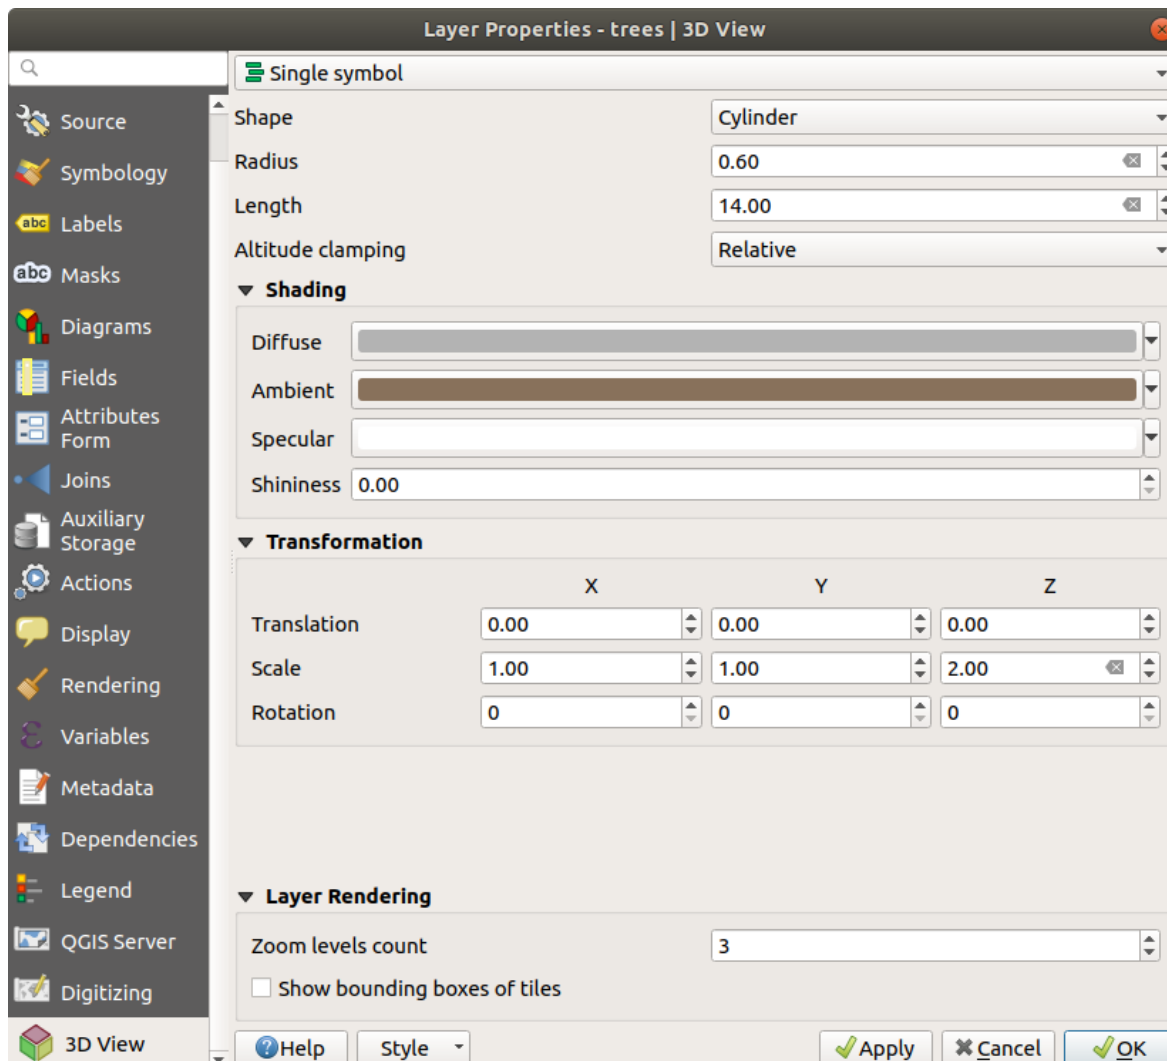 Layer Properties - trees | 3D View
Source
Symbology
abc Labels
abc Masks
Diagrams
Fields
Attributes
Form
Joins
Auxiliary
Storage
Actions
Display
Rendering
ε Variables
Metadata
Dependencies
Legend
QGIS Server
Digitizing
3D View
Single symbol
Shape Cylinder
Radius 0.60
Length 14.00
Altitude clamping Relative
Shading
Diffuse
Ambient
Specular
Shininess 0.00
Transformation
X Y Z
Translation 0.00 0.00 0.00
Scale 1.00 1.00 2.00
Rotation 0 0 0
Layer Rendering
Zoom levels count 3
Show bounding boxes of tiles
?Help Style Apply Cancel OK